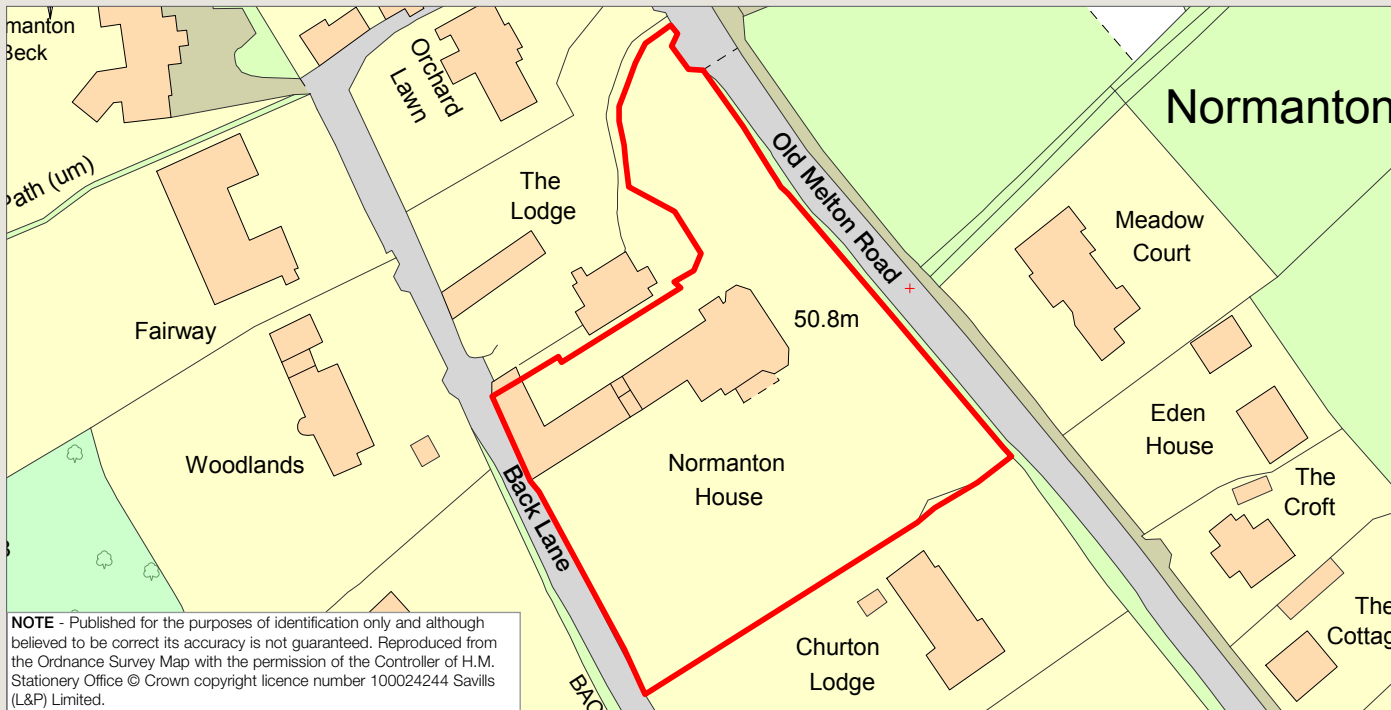 manton
Beck
Orchard
Lawn
Normanton
Path (um)
The
Lodge
Old Melton Road
Meadow
Court
50.8m
Fairway
Eden
House
Woodlands
Normanton
House
The
Croft
Back Lane
The
Cottag
Churton
Lodge
BAC
NOTE - Published for the purposes of identification only and although
believed to be correct its accuracy is not guaranteed. Reproduced from
the Ordnance Survey Map with the permission of the Controller of H.M.
Stationery Office © Crown copyright licence number 100024244 Savills
(L&P) Limited.